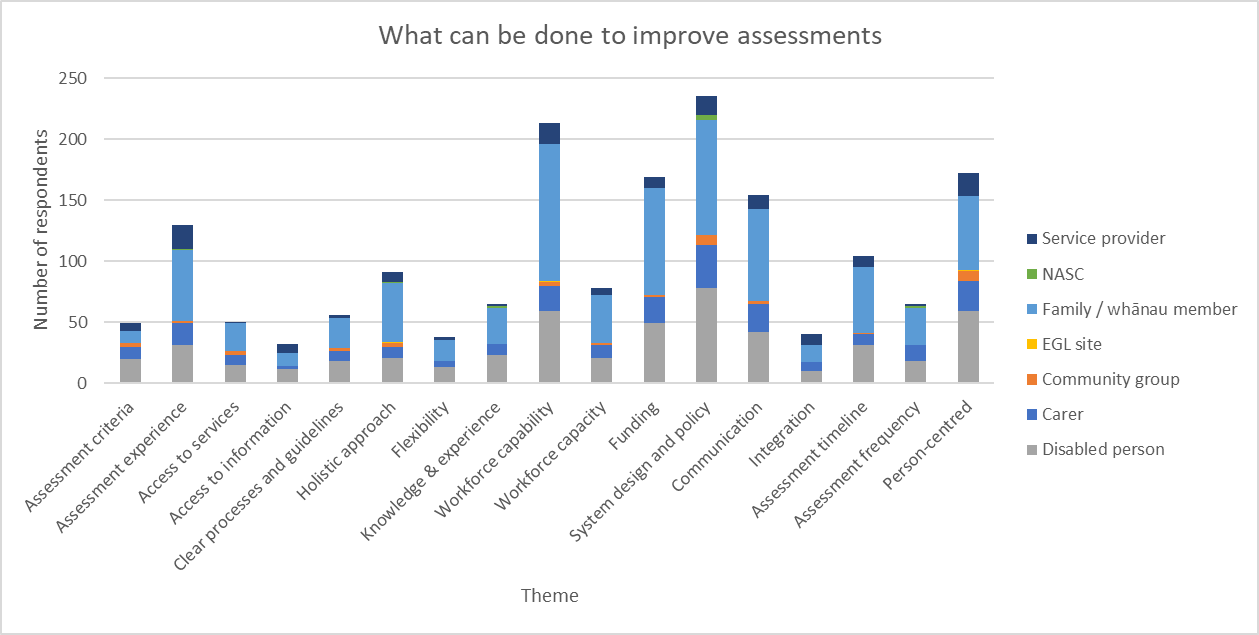 What can be done to improve assessments
250
200
150
100
50
0
Number of respondents
Assessment criteria
Assessment experience
Access to services
Access to information
Clear processes and guidelines
Holistic approach
Flexibility
Knowledge & experience
Workforce capability
Workforce capacity
Funding
System design and policy
Communication
Integration
Assessment timeline
Assessment frequency
Person-centred
Theme
Service provider
NASC
Family / whānau member
EGL site
Community group
Carer
Disabled person